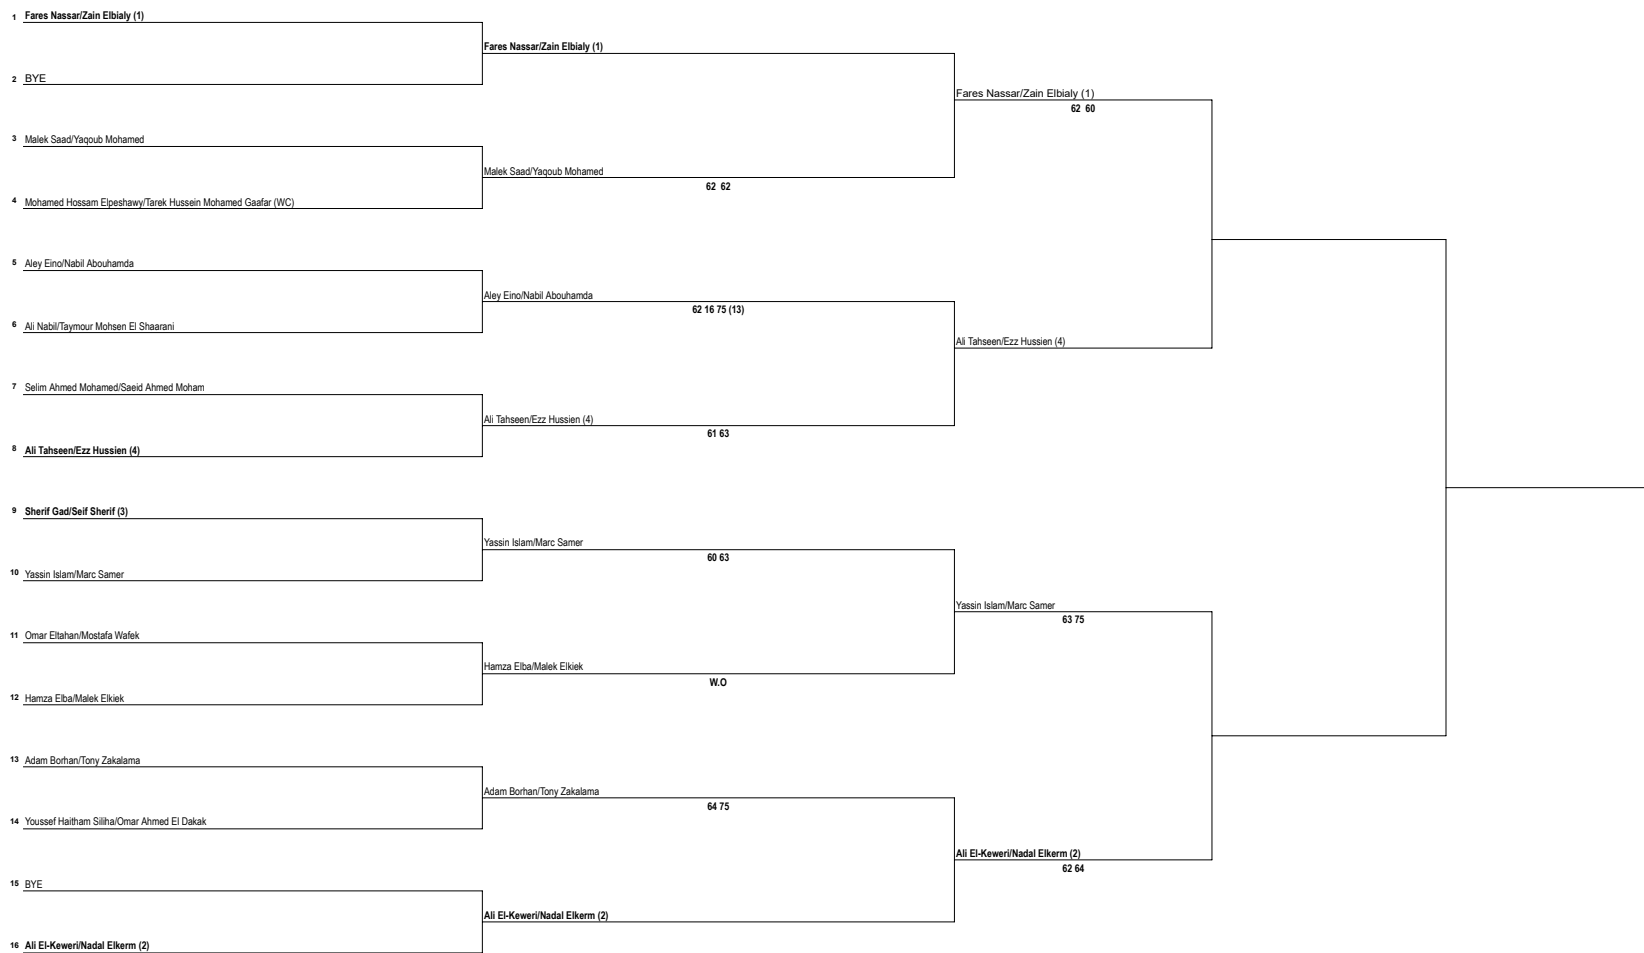 1 Fares Nassar/Zain Elbialy (1)
Fares Nassar/Zain Elbialy (1)
2 BYE
Fares Nassar/Zain Elbialy (1)
62 60
3 Malek Saad/Yaqoub Mohamed
Malek Saad/Yaqoub Mohamed
62 62
4 Mohamed Hossam Elpeshawy/Tarek Hussein Mohamed Gaafar (WC)
5 Aley Eino/Nabil Abouhamda
Aley Eino/Nabil Abouhamda
62 16 75 (13)
6 Ali Nabil/Taymour Mohsen El Shaarani
Ali Tahseen/Ezz Hussien (4)
7 Selim Ahmed Mohamed/Saeid Ahmed Moham
Ali Tahseen/Ezz Hussien (4)
61 63
8 Ali Tahseen/Ezz Hussien (4)
9 Sherif Gad/Seif Sherif (3)
Yassin Islam/Marc Samer
60 63
10 Yassin Islam/Marc Samer
Yassin Islam/Marc Samer
63 75
11 Omar Eltahan/Mostafa Wafek
Hamza Elba/Malek Elkiek
W.O
12 Hamza Elba/Malek Elkiek
13 Adam Borhan/Tony Zakalama
Adam Borhan/Tony Zakalama
64 75
14 Youssef Haitham Siliha/Omar Ahmed El Dakak
Ali El-Keweri/Nadal Elkerm (2)
62 64
15 BYE
Ali El-Keweri/Nadal Elkerm (2)
16 Ali El-Keweri/Nadal Elkerm (2)